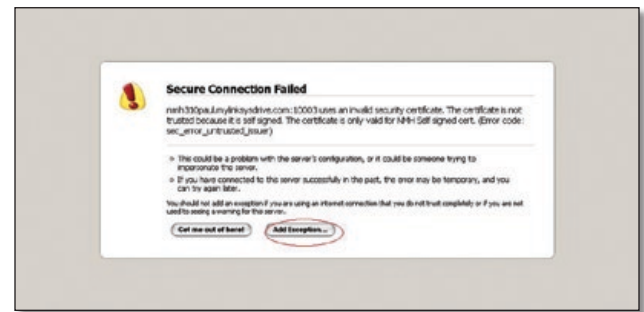 Secure Connection Failed
nmh310paul.mylinksysdrive.com:10003 uses an invalid security certificate. The certificate is not
trusted because it is self signed. The certificate is only valid for NMH Self signed cert. (Error code:
sec_error_untrusted_issuer)
This could be a problem with the server's configuration, or it could be someone trying to
impersonate the server.
If you have connected to this server successfully in the past, the error may be temporary, and you
can try again later.
You should not add an exception if you are using an internet connection that you do not trust completely or if you are not
used to seeing a warning for this server.
Get me out of here!
Add Exception...